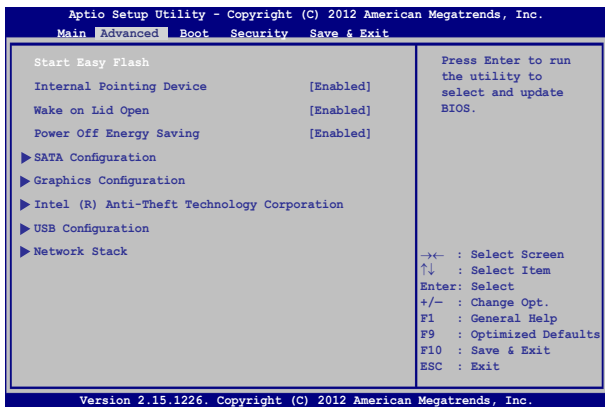 Aptio Setup Utility - Copyright (C) 2012 American Megatrends, Inc.
Main Advanced Boot Security Save & Exit
Start Easy Flash
Internal Pointing Device [Enabled]
Wake on Lid Open [Enabled]
Power Off Energy Saving [Enabled]
SATA Configuration
Graphics Configuration
Intel (R) Anti-Theft Technology Corporation
USB Configuration
Network Stack
Press Enter to run
the utility to
select and update
BIOS.
→← : Select Screen
↑↓ : Select Item
Enter: Select
+/— : Change Opt.
F1 : General Help
F9 : Optimized Defaults
F10 : Save & Exit
ESC : Exit
Version 2.15.1226. Copyright (C) 2012 American Megatrends, Inc.